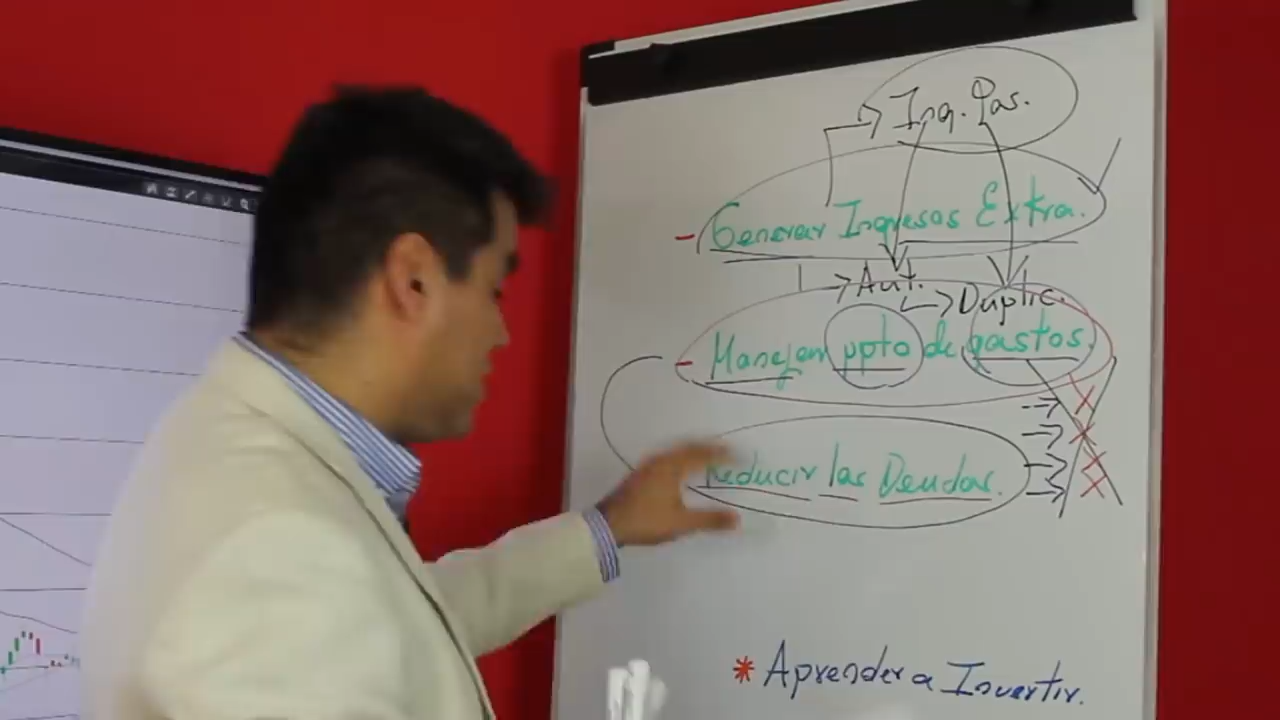 Ing. Pas.
- Generar Ingresos Extra.
Aut.
Duplic.
- Manejar ppto de gastos.
Reducir las Deudas.
* Aprender a Invertir.